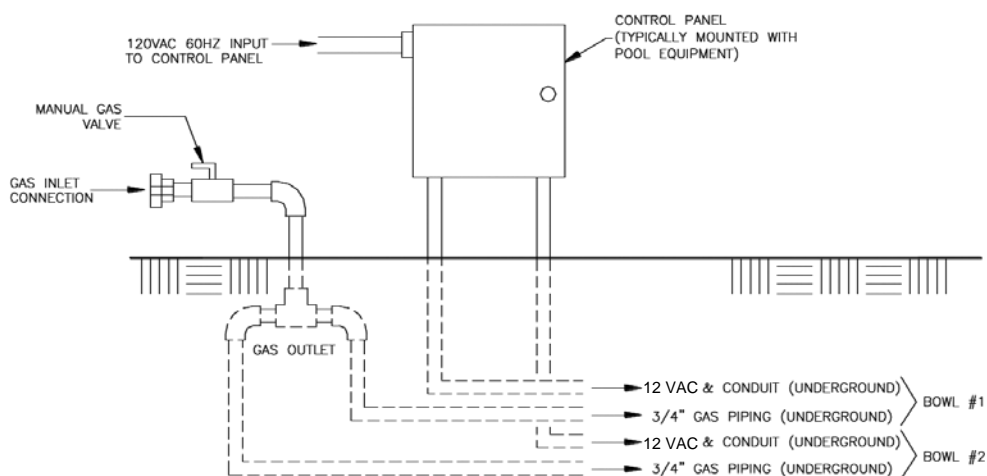 120VAC 60HZ INPUT
TO CONTROL PANEL
CONTROL PANEL
(TYPICALLY MOUNTED WITH
POOL EQUIPMENT)
MANUAL GAS
VALVE
GAS INLET
CONNECTION
GAS OUTLET
12 VAC & CONDUIT (UNDERGROUND)
3/4" GAS PIPING (UNDERGROUND)
BOWL #1
12 VAC & CONDUIT (UNDERGROUND)
3/4" GAS PIPING (UNDERGROUND)
BOWL #2